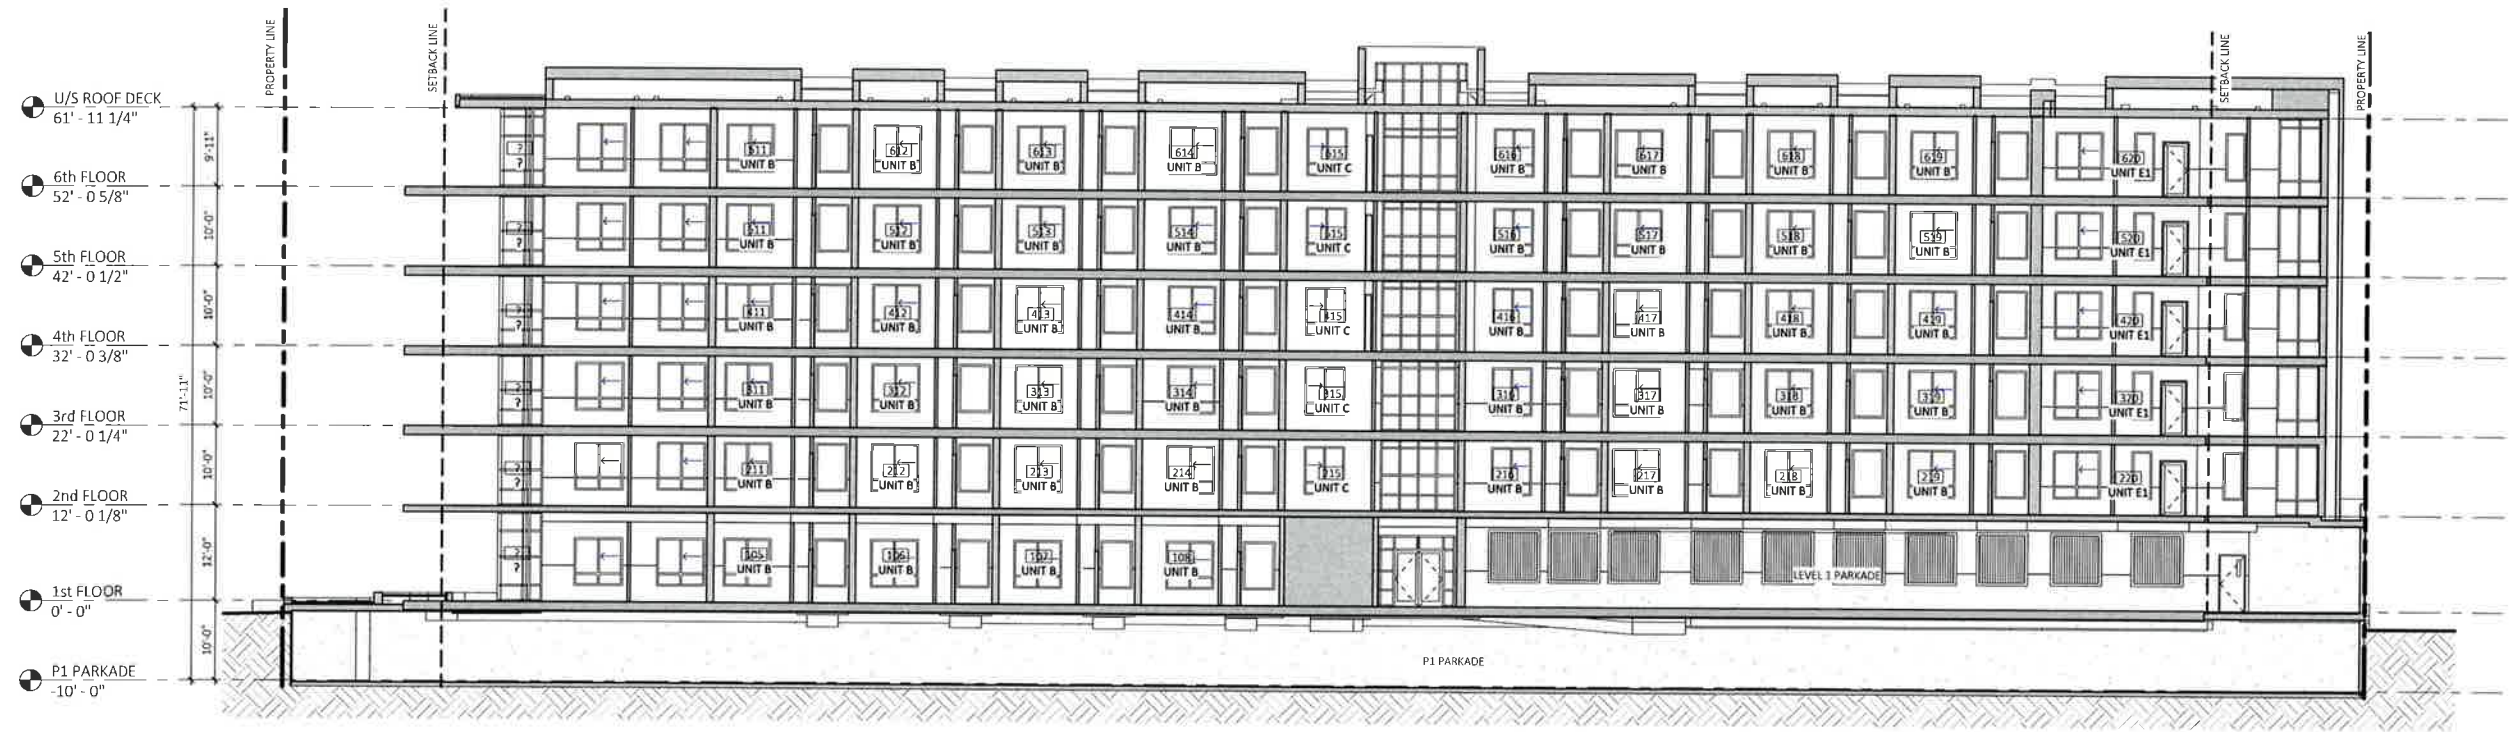 PROPERTY LINE
SETBACK LINE
SETBACK LINE
PROPERTY LINE
U/S ROOF DECK
61' - 11 1/4"
9'-11"
6th FLOOR
52' - 0 5/8"
10'-0"
5th FLOOR
42' - 0 1/2"
10'-0"
4th FLOOR
32' - 0 3/8"
10'-0"
3rd FLOOR
22' - 0 1/4"
10'-0"
2nd FLOOR
12' - 0 1/8"
12'-0"
1st FLOOR
0' - 0"
10'-0"
P1 PARKADE
-10' - 0"
71'-11"
? 611 612 613 614 615 616 617 618 619 620
? UNIT B UNIT B UNIT B UNIT B UNIT C UNIT B UNIT B UNIT B UNIT B UNIT E1
? 511 512 513 514 515 516 517 518 519 520
? UNIT B UNIT B UNIT B UNIT B UNIT C UNIT B UNIT B UNIT B UNIT B UNIT E1
? 411 412 413 414 415 416 417 418 419 420
? UNIT B UNIT B UNIT B UNIT B UNIT C UNIT B UNIT B UNIT B UNIT B UNIT E1
? 311 312 313 314 315 316 317 318 319 320
? UNIT B UNIT B UNIT B UNIT B UNIT C UNIT B UNIT B UNIT B UNIT B UNIT E1
? 211 212 213 214 215 216 217 218 219 220
? UNIT B UNIT B UNIT B UNIT B UNIT C UNIT B UNIT B UNIT B UNIT B UNIT E1
? 105 106 107 108
? UNIT B UNIT B UNIT B UNIT B
LEVEL 1 PARKADE
P1 PARKADE